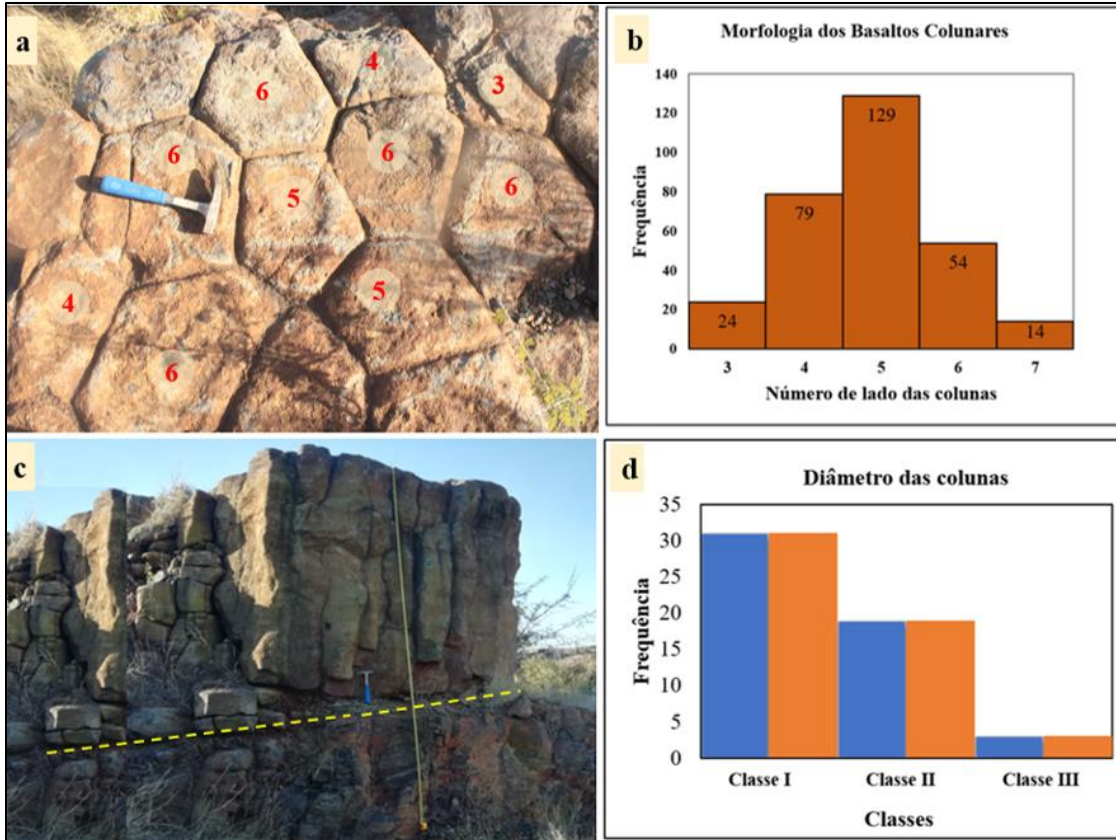 a
6
4
3
6
6
6
5
4
5
6
b
Morfologia dos Basaltos Colunares
Frequência
140
120
100
80
60
40
20
0
24
79
129
54
14
3 4 5 6 7
Número de lado das colunas
c
d
Diâmetro das colunas
Frequência
35
30
25
20
15
10
5
0
Classe I Classe II Classe III
Classes